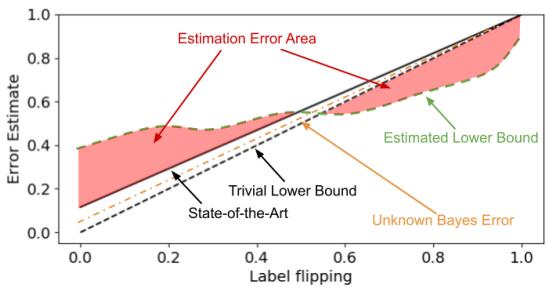 1.0
0.8
0.6
0.4
0.2
0.0
Error Estimate
Estimation Error Area
Estimated Lower Bound
Trivial Lower Bound
State-of-the-Art
Unknown Bayes Error
0.0 0.2 0.4 0.6 0.8 1.0
Label flipping